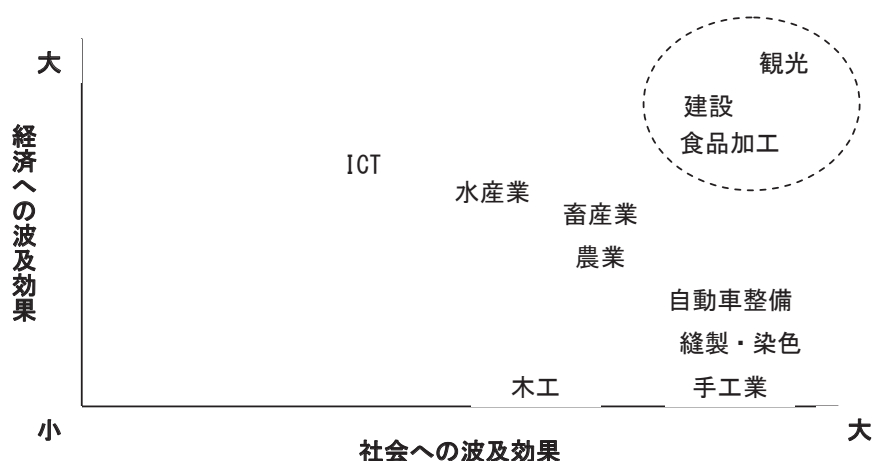 大
観光
建設
食品加工
経済への波及効果
ICT
水産業
畜産業
農業
自動車整備
縫製・染色
木工
手工業
小
大
社会への波及効果